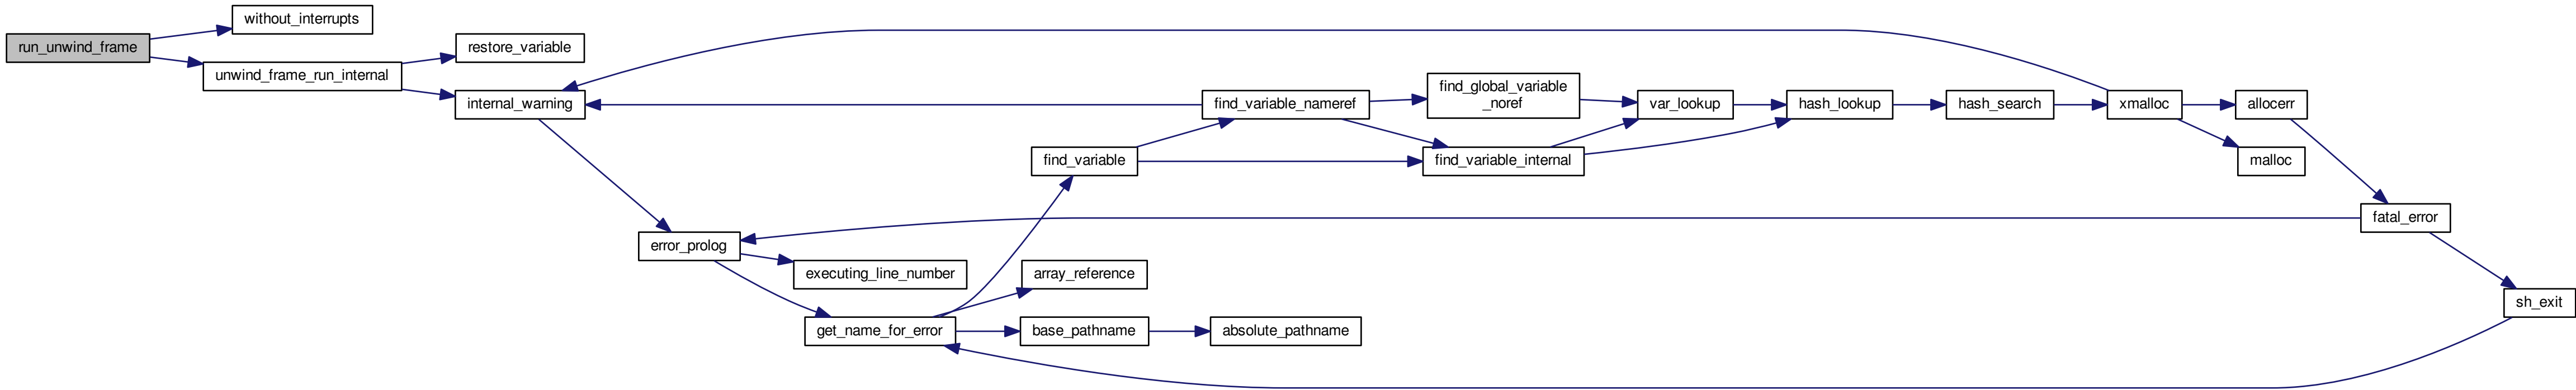 run_unwind_frame
without_interrupts
unwind_frame_run_internal
restore_variable
internal_warning
error_prolog
executing_line_number
get_name_for_error
find_variable
array_reference
base_pathname
absolute_pathname
find_variable_nameref
find_global_variable
_noref
find_variable_internal
var_lookup
hash_lookup
hash_search
xmalloc
allocerr
malloc
fatal_error
sh_exit